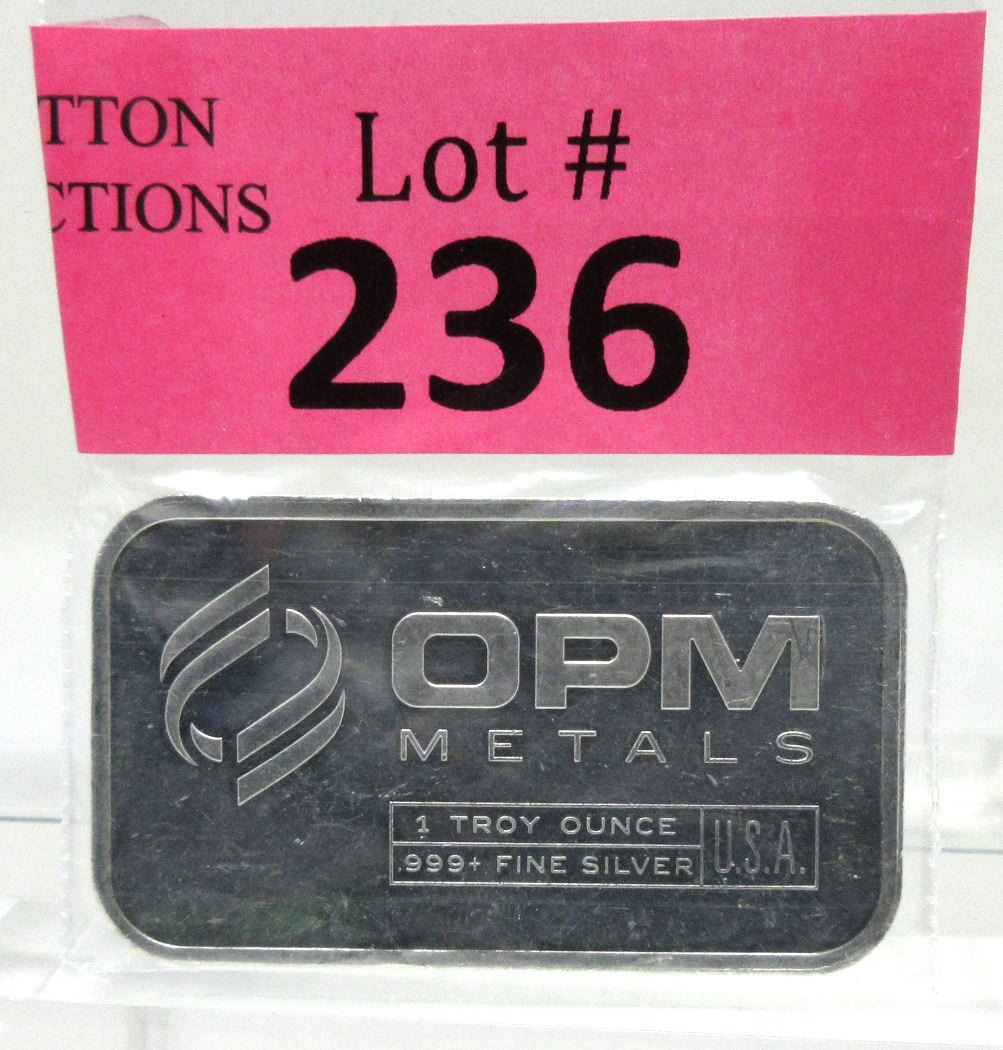 TTON
CTIONS
Lot #
236
OPM
METALS
1 TROY OUNCE
.999+ FINE SILVER
U.S.A.